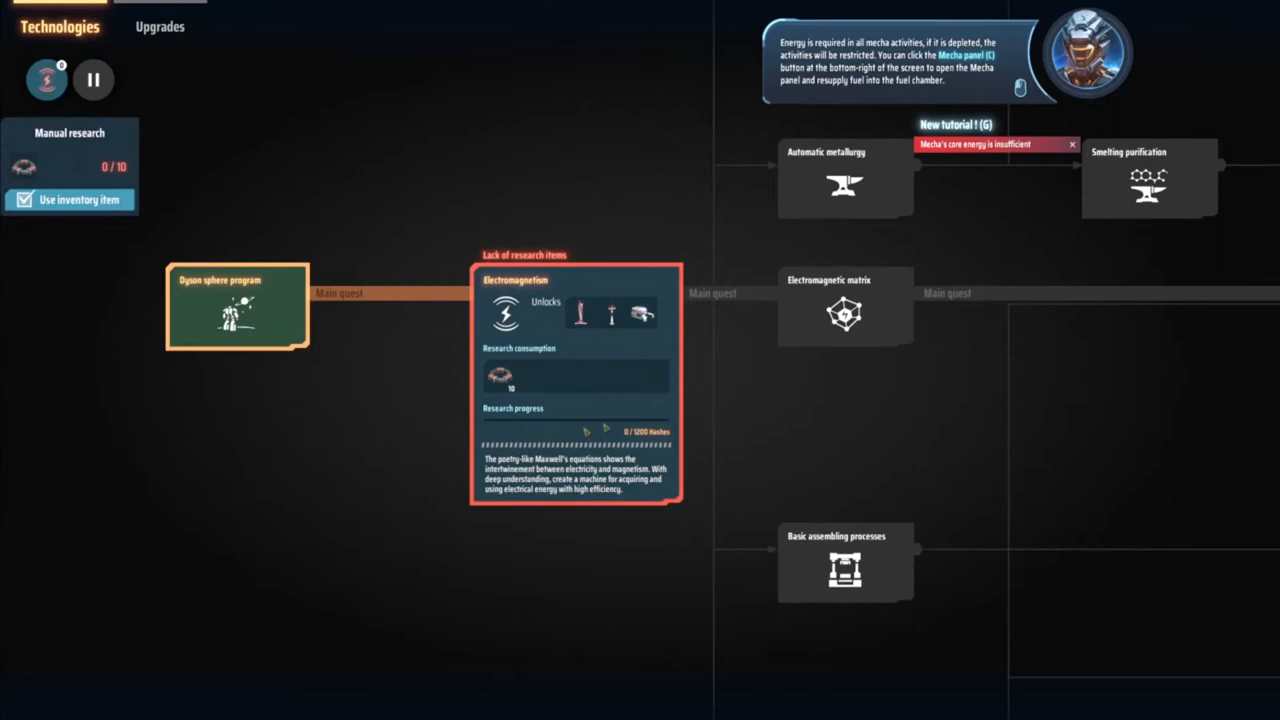 Technologies
Upgrades
Energy is required in all mecha activities, if it is depleted, the
activities will be restricted. You can click the Mecha panel (C)
button at the bottom-right of the screen to open the Mecha
panel and resupply fuel into the fuel chamber.
0
Manual research
0 / 10
Use inventory item
New tutorial ! (G)
Mecha's core energy is insufficient
Automatic metallurgy
Smelting purification
Lack of research items
Dyson sphere program
Main quest
Electromagnetism
Unlocks
Main quest
Electromagnetic matrix
Main quest
Research consumption
10
Research progress
0 / 1200 Hashes
The poetry-like Maxwell's equations shows the
intertwinement between electricity and magnetism. With
deep understanding, create a machine for acquiring and
using electrical energy with high efficiency.
Basic assembling processes